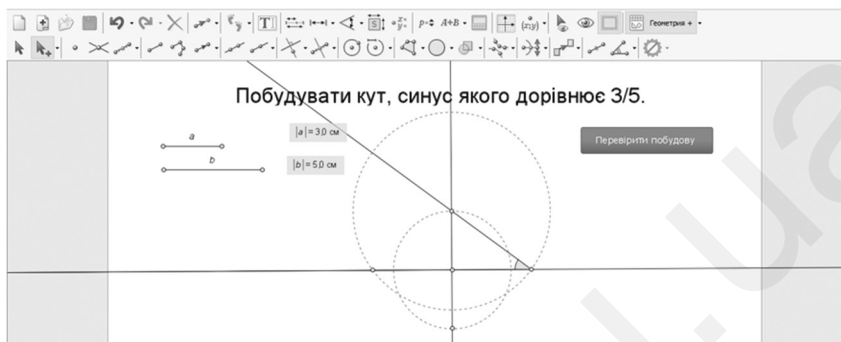 Геометрия +
Побудувати кут, синус якого дорівнює 3/5.
a
|a| = 3,0 см
Перевірити побудову
b
|b| = 5,0 см